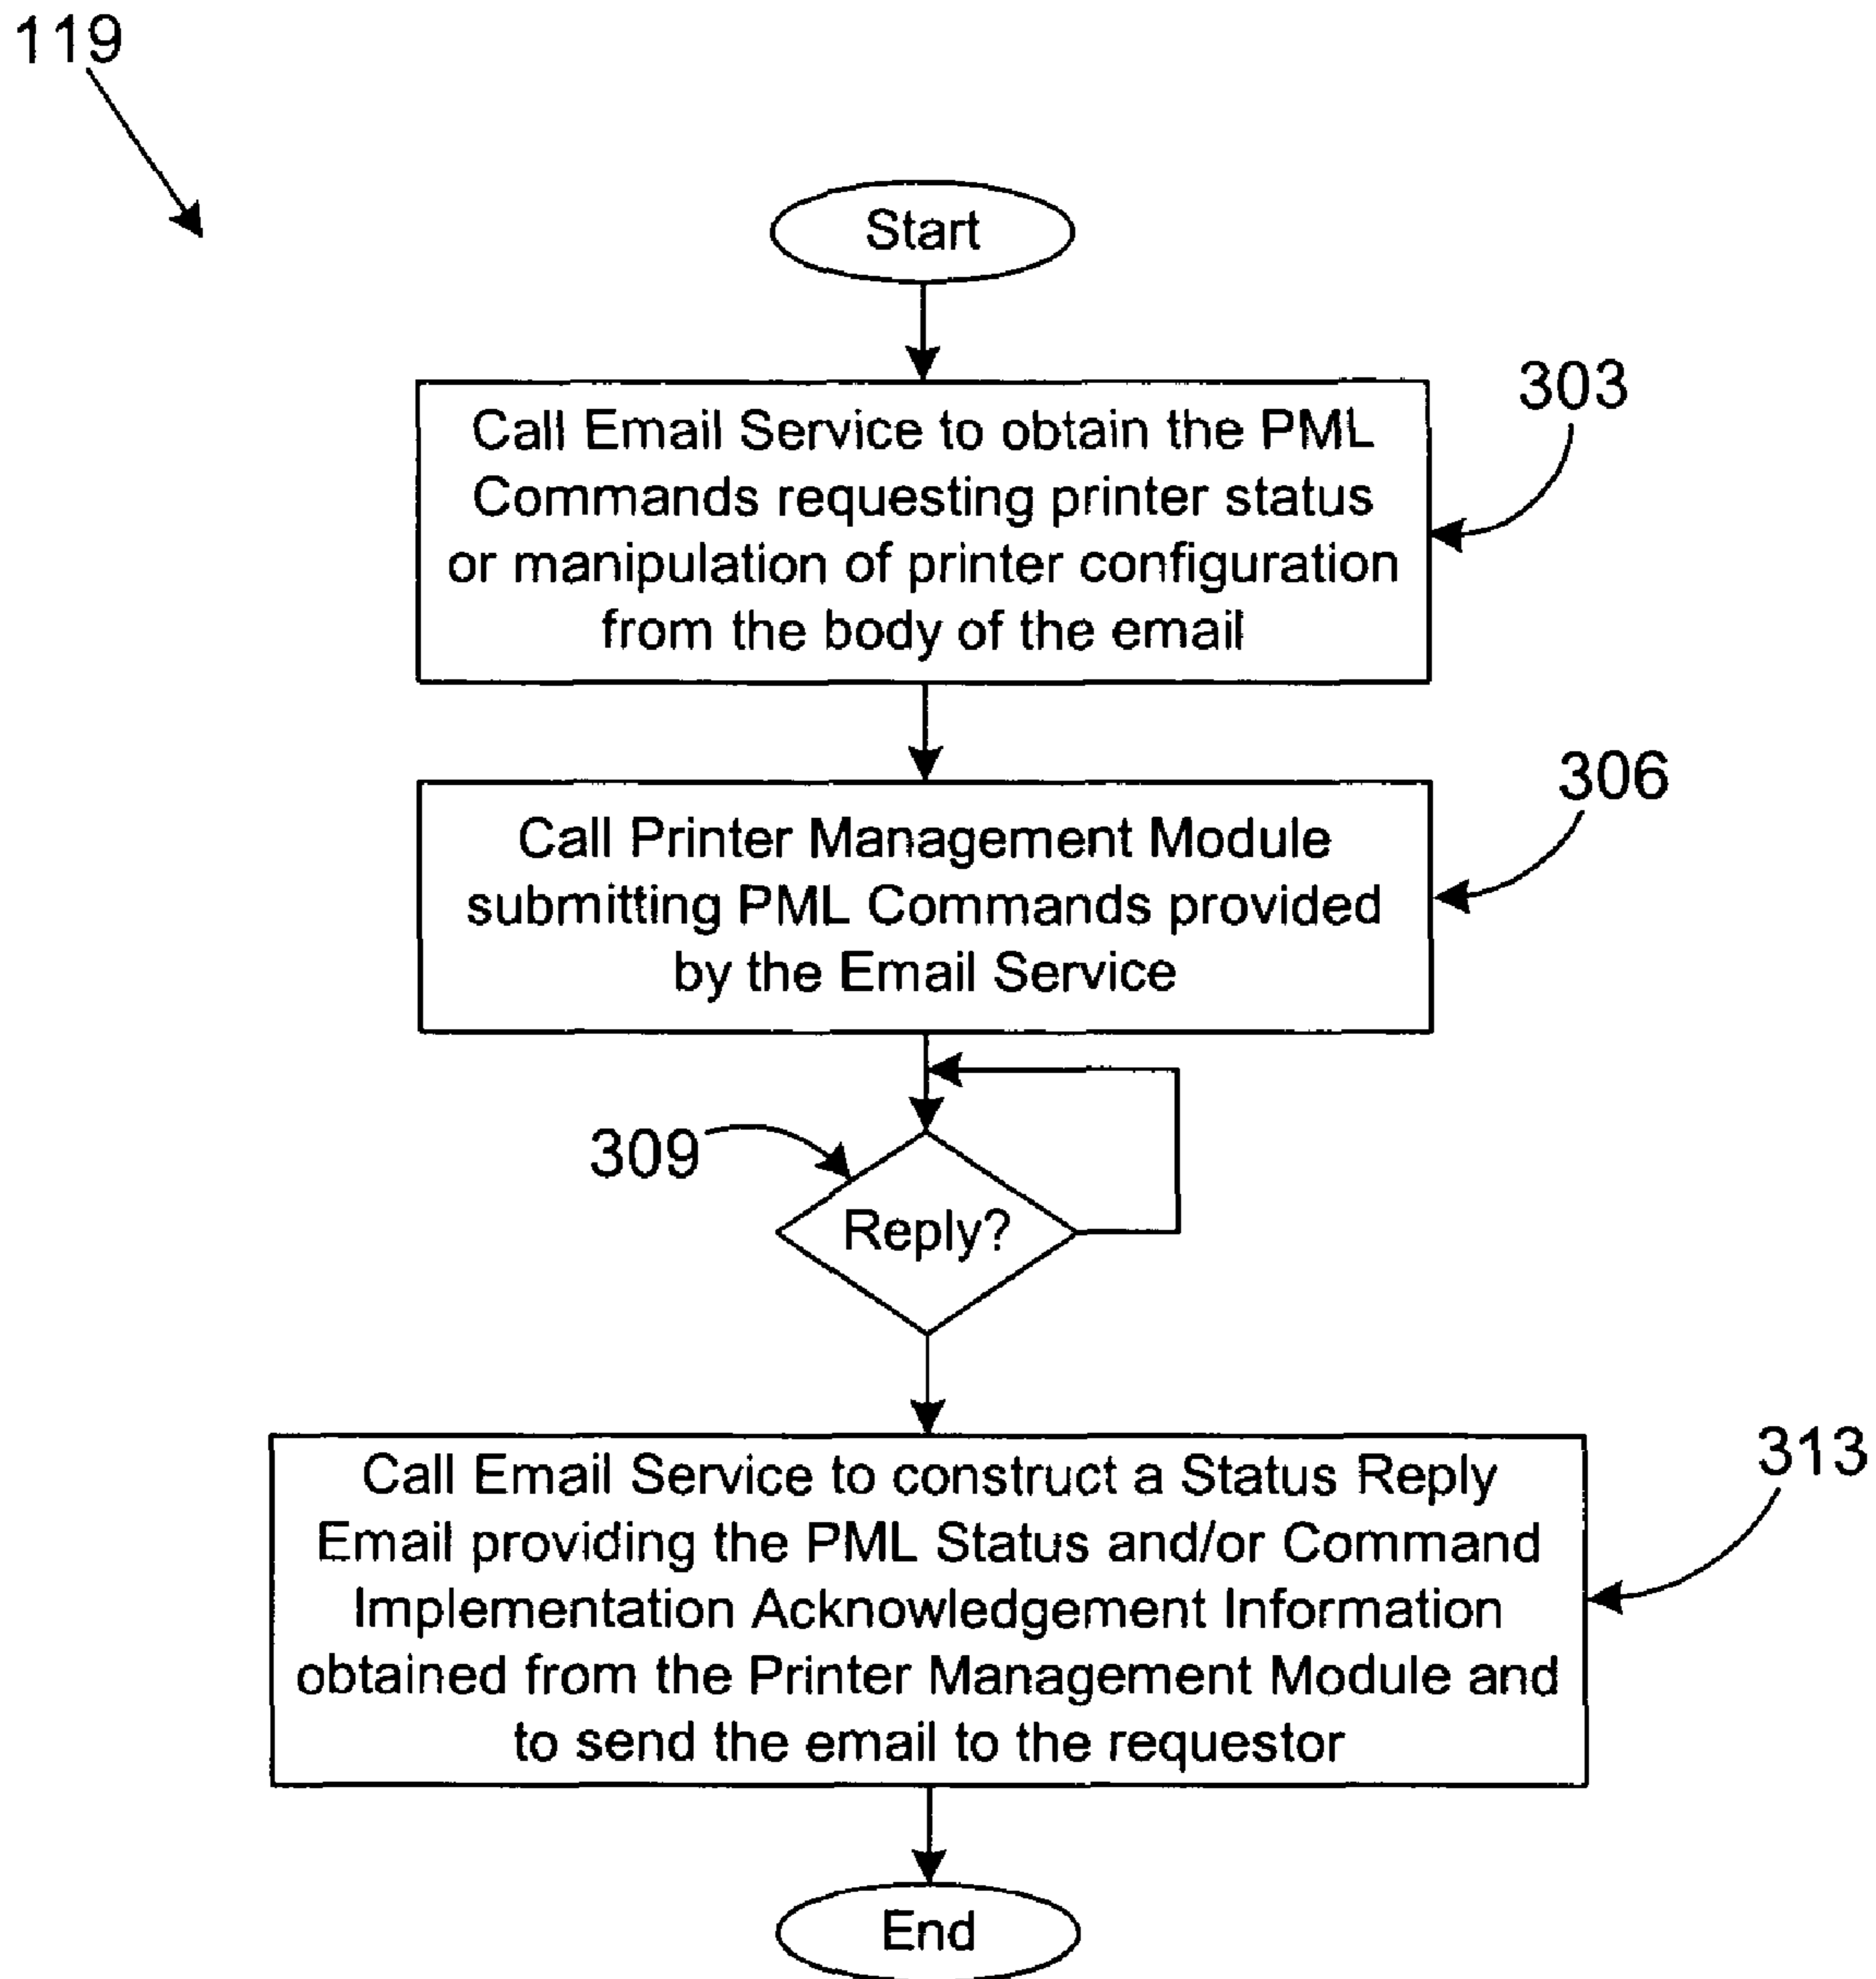 119
Start
303
Call Email Service to obtain the PML
Commands requesting printer status
or manipulation of printer configuration
from the body of the email
306
Call Printer Management Module
submitting PML Commands provided
by the Email Service
309
Reply?
313
Call Email Service to construct a Status Reply
Email providing the PML Status and/or Command
Implementation Acknowledgement Information
obtained from the Printer Management Module and
to send the email to the requestor
End